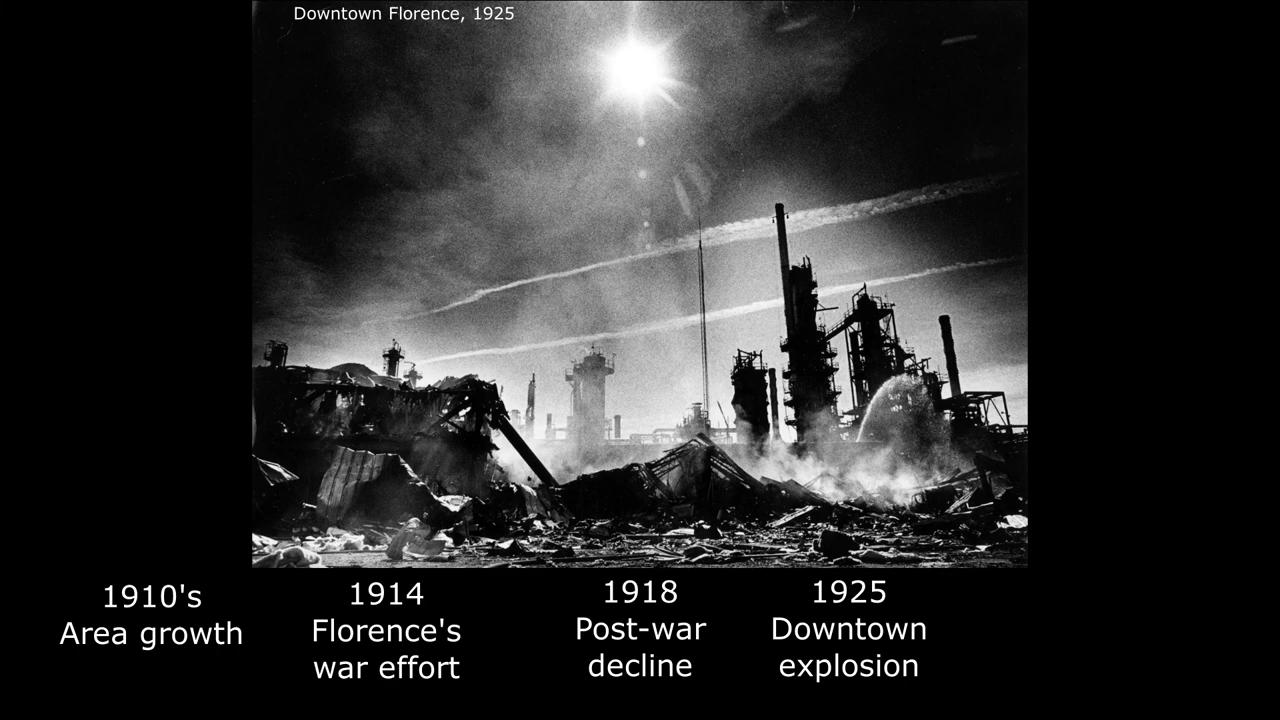 Downtown Florence, 1925
1910's
Area growth
1914
Florence's
war effort
1918
Post-war
decline
1925
Downtown
explosion